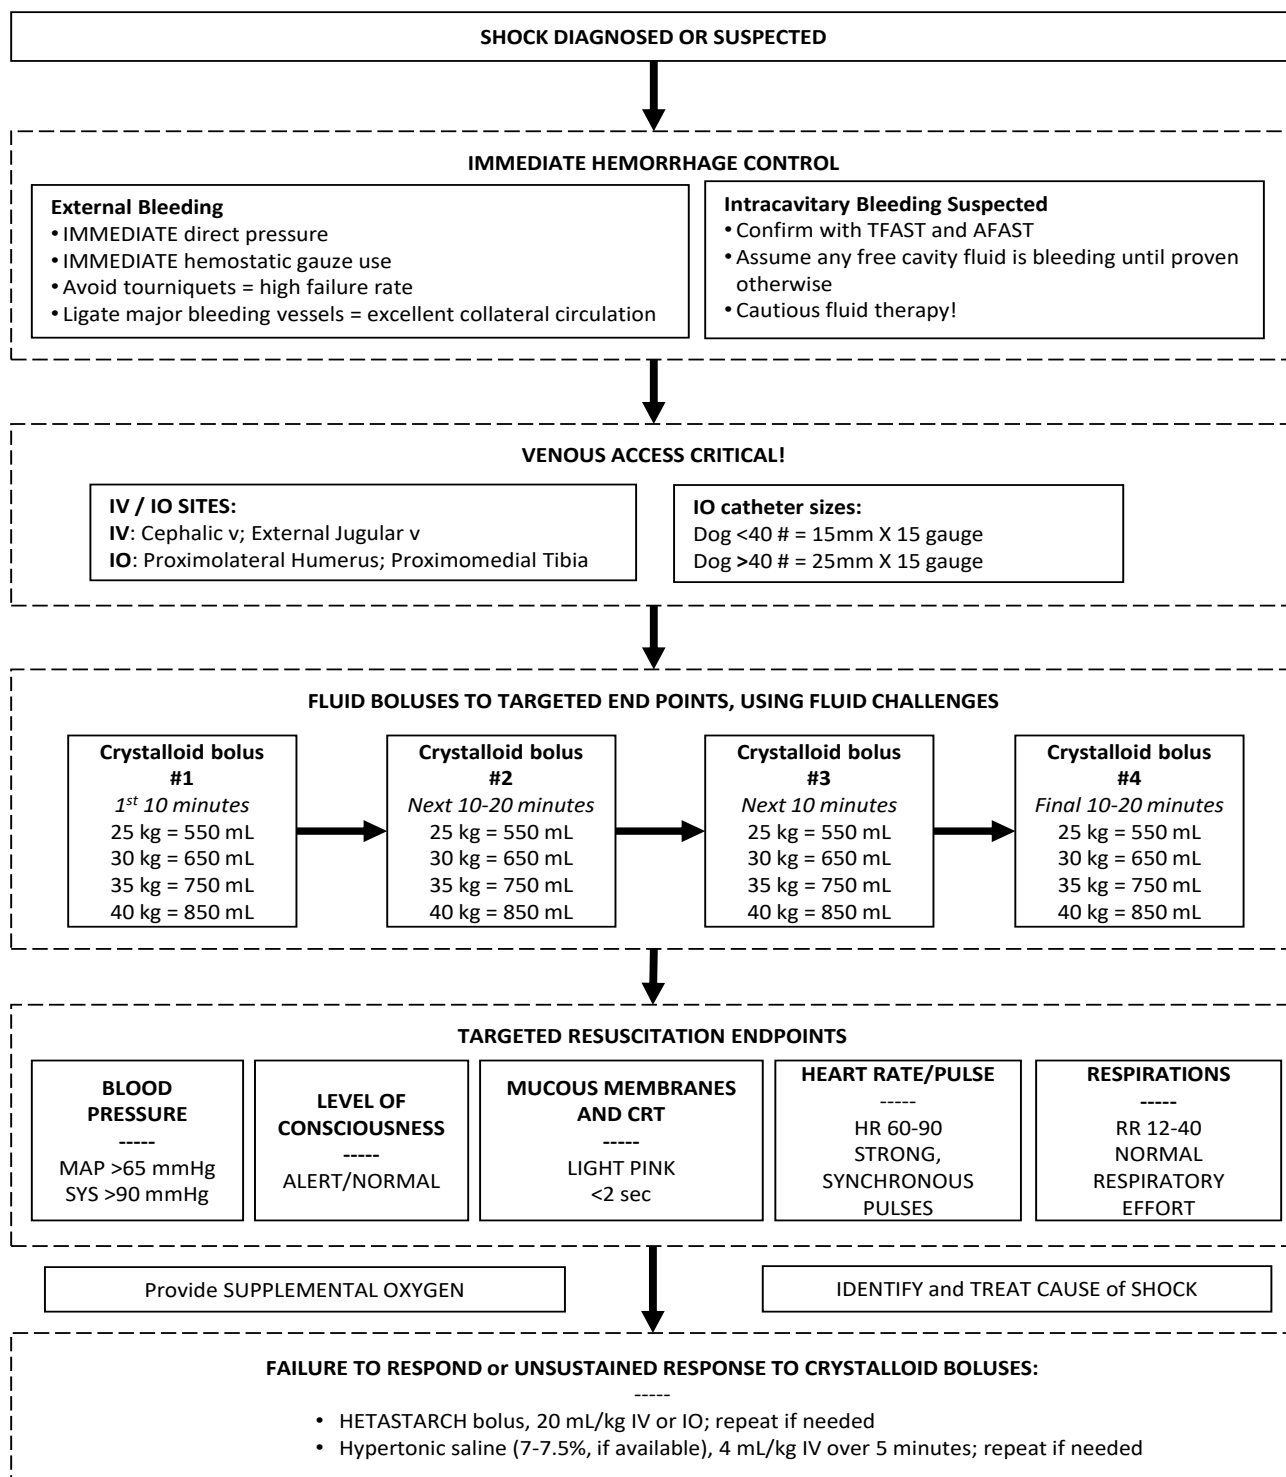 SHOCK DIAGNOSED OR SUSPECTED
IMMEDIATE HEMORRHAGE CONTROL
External Bleeding
• IMMEDIATE direct pressure
• IMMEDIATE hemostatic gauze use
• Avoid tourniquets = high failure rate
• Ligate major bleeding vessels = excellent collateral circulation
Intracavitary Bleeding Suspected
• Confirm with TFAST and AFAST
• Assume any free cavity fluid is bleeding until proven
otherwise
• Cautious fluid therapy!
VENOUS ACCESS CRITICAL!
IV / IO SITES:
IV: Cephalic v; External Jugular v
IO: Proximolateral Humerus; Proximomedial Tibia
IO catheter sizes:
Dog <40 # = 15mm X 15 gauge
Dog >40 # = 25mm X 15 gauge
FLUID BOLUSES TO TARGETED END POINTS, USING FLUID CHALLENGES
Crystalloid bolus
#1
1st 10 minutes
25 kg = 550 mL
30 kg = 650 mL
35 kg = 750 mL
40 kg = 850 mL
Crystalloid bolus
#2
Next 10-20 minutes
25 kg = 550 mL
30 kg = 650 mL
35 kg = 750 mL
40 kg = 850 mL
Crystalloid bolus
#3
Next 10 minutes
25 kg = 550 mL
30 kg = 650 mL
35 kg = 750 mL
40 kg = 850 mL
Crystalloid bolus
#4
Final 10-20 minutes
25 kg = 550 mL
30 kg = 650 mL
35 kg = 750 mL
40 kg = 850 mL
TARGETED RESUSCITATION ENDPOINTS
BLOOD
PRESSURE
-----
MAP >65 mmHg
SYS >90 mmHg
LEVEL OF
CONSCIOUSNESS
-----
ALERT/NORMAL
MUCOUS MEMBRANES
AND CRT
-----
LIGHT PINK
<2 sec
HEART RATE/PULSE
-----
HR 60-90
STRONG,
SYNCHRONOUS
PULSES
RESPIRATIONS
-----
RR 12-40
NORMAL
RESPIRATORY
EFFORT
Provide SUPPLEMENTAL OXYGEN
IDENTIFY and TREAT CAUSE of SHOCK
FAILURE TO RESPOND or UNSUSTAINED RESPONSE TO CRYSTALLOID BOLUSES:
-----
• HETASTARCH bolus, 20 mL/kg IV or IO; repeat if needed
• Hypertonic saline (7-7.5%, if available), 4 mL/kg IV over 5 minutes; repeat if needed